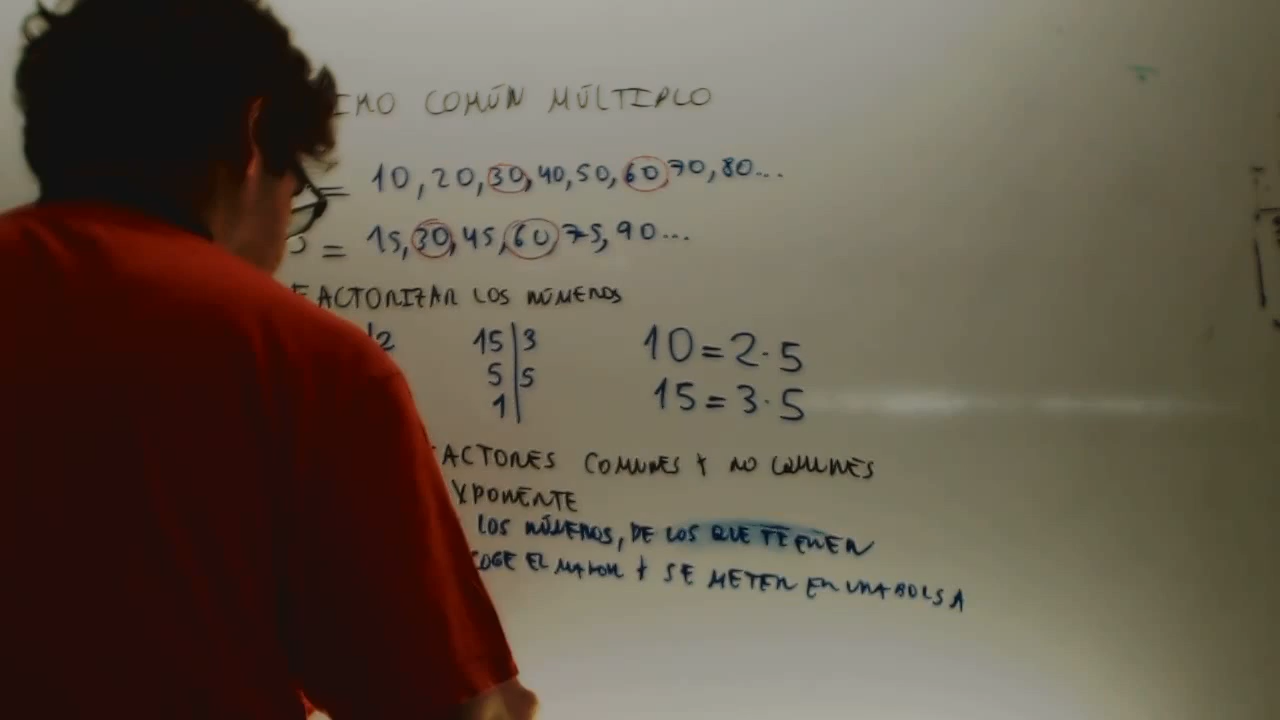 IMO COMÚN MÚLTIPLO
= 10, 20, 30, 40, 50, 60, 70, 80...
5 = 15, 30, 45, 60, 75, 90...
FACTORIZAR LOS NÚMEROS
2 15 | 3 10 = 2 · 5
5 | 5 15 = 3 · 5
1 |
FACTORES COMUNES Y NO COMUNES
XPONENTE
LOS NÚMEROS, DE LOS QUE TIENEN
COGE EL MAYOR Y SE METEN EN UNA BOLSA